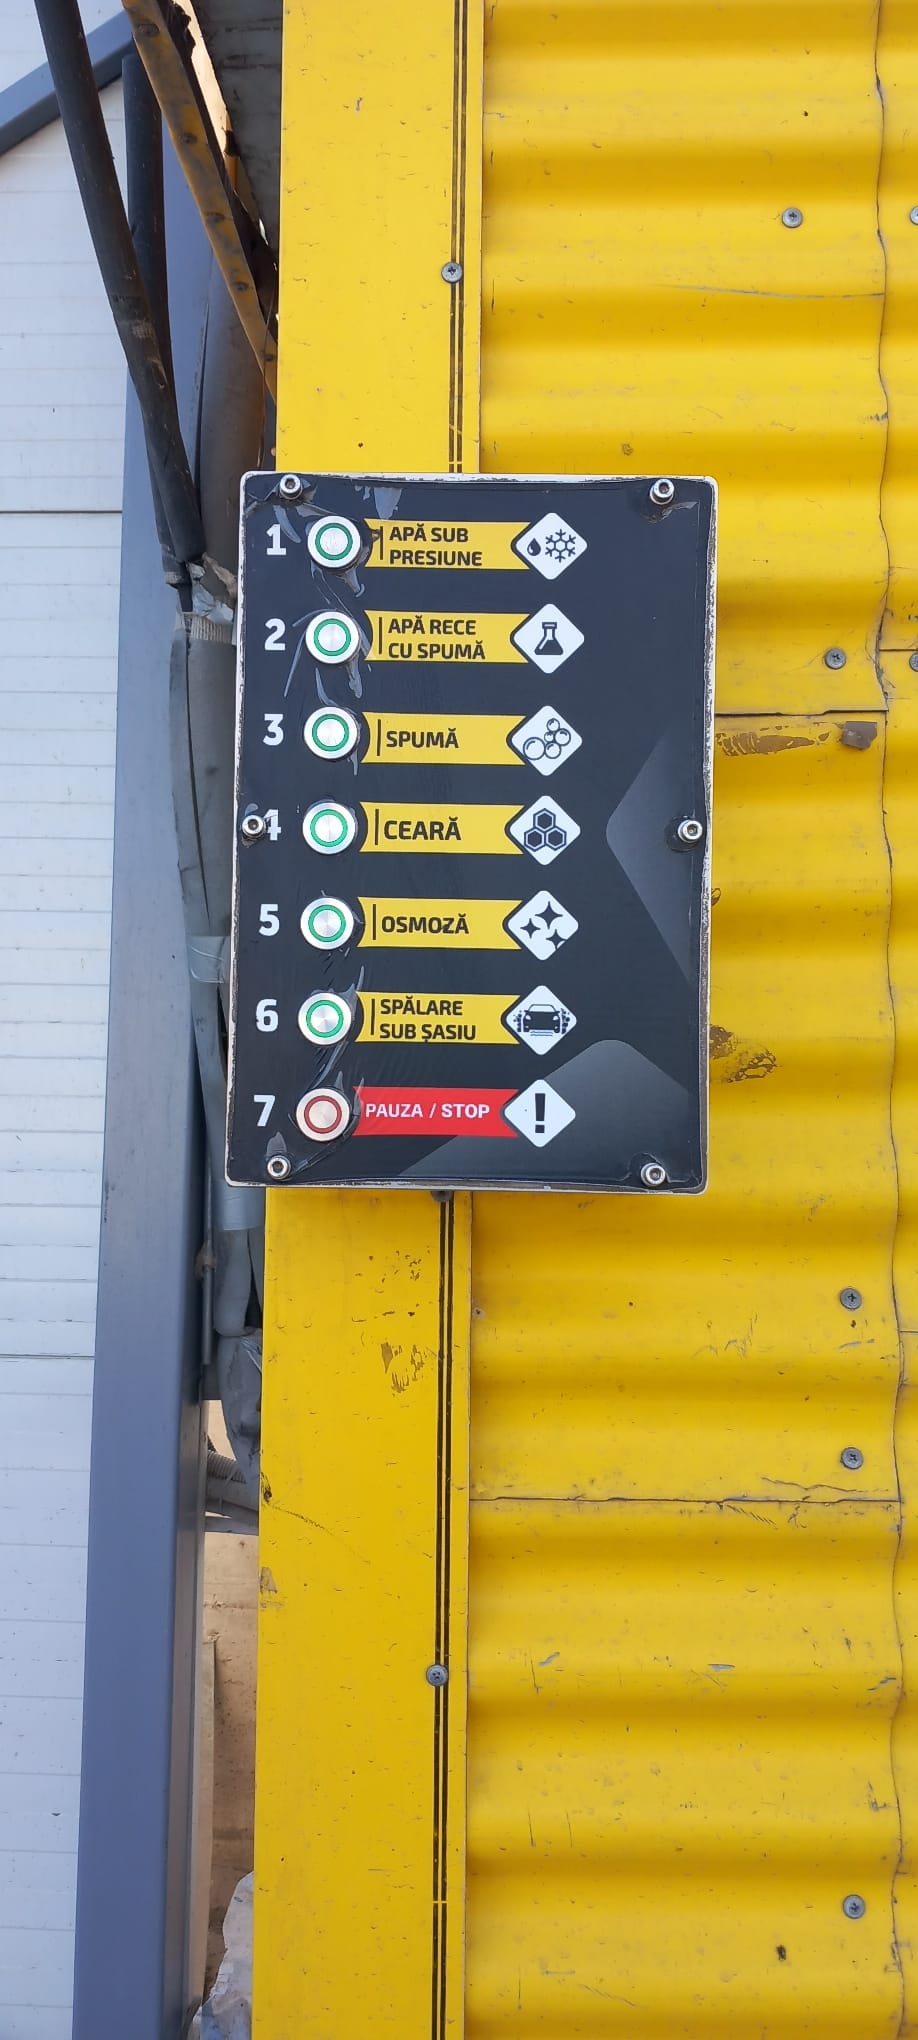 1 APĂ SUB
PRESIUNE
2 APĂ RECE
CU SPUMĂ
3 SPUMĂ
4 CEARĂ
5 OSMOZĂ
6 SPĂLARE
SUB ȘASIU
7 PAUZA / STOP !